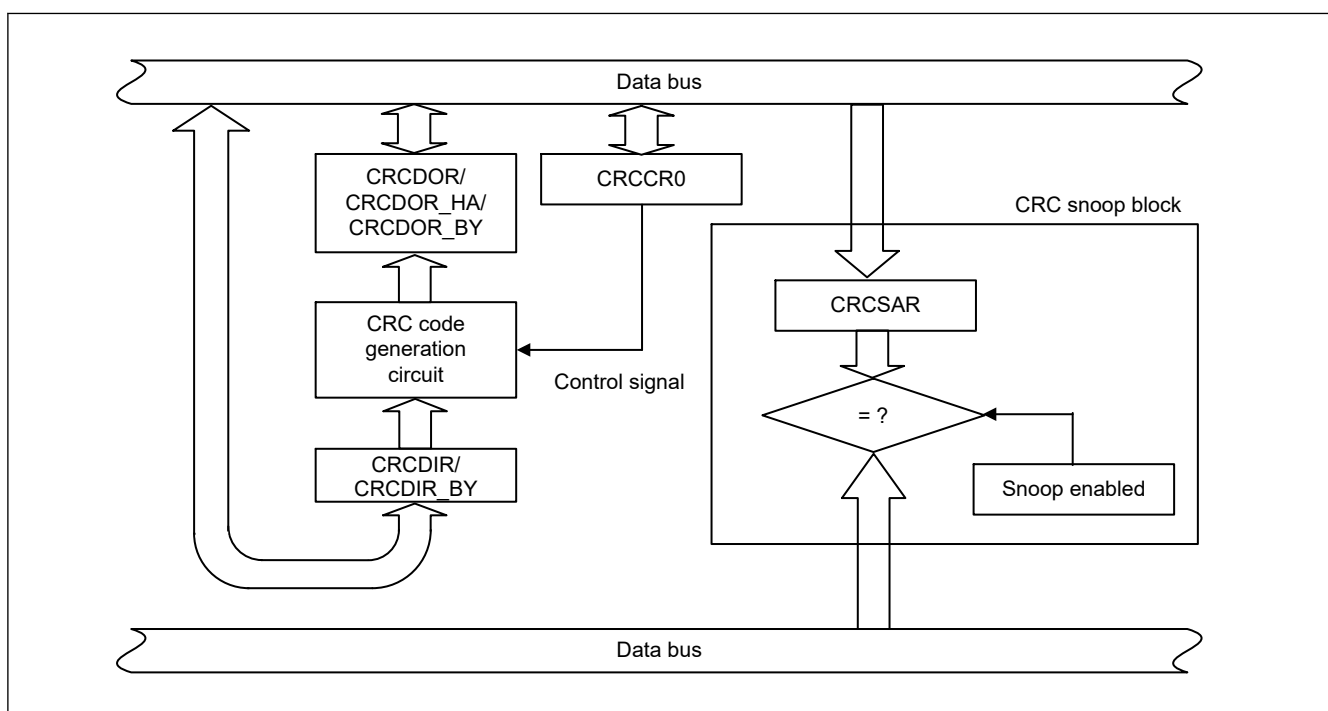 Data bus
CRCDOR/
CRCDOR_HA/
CRCDOR_BY
CRCCR0
CRC snoop block
CRCSAR
CRC code
generation
circuit
Control signal
= ?
CRCDIR/
CRCDIR_BY
Snoop enabled
Data bus